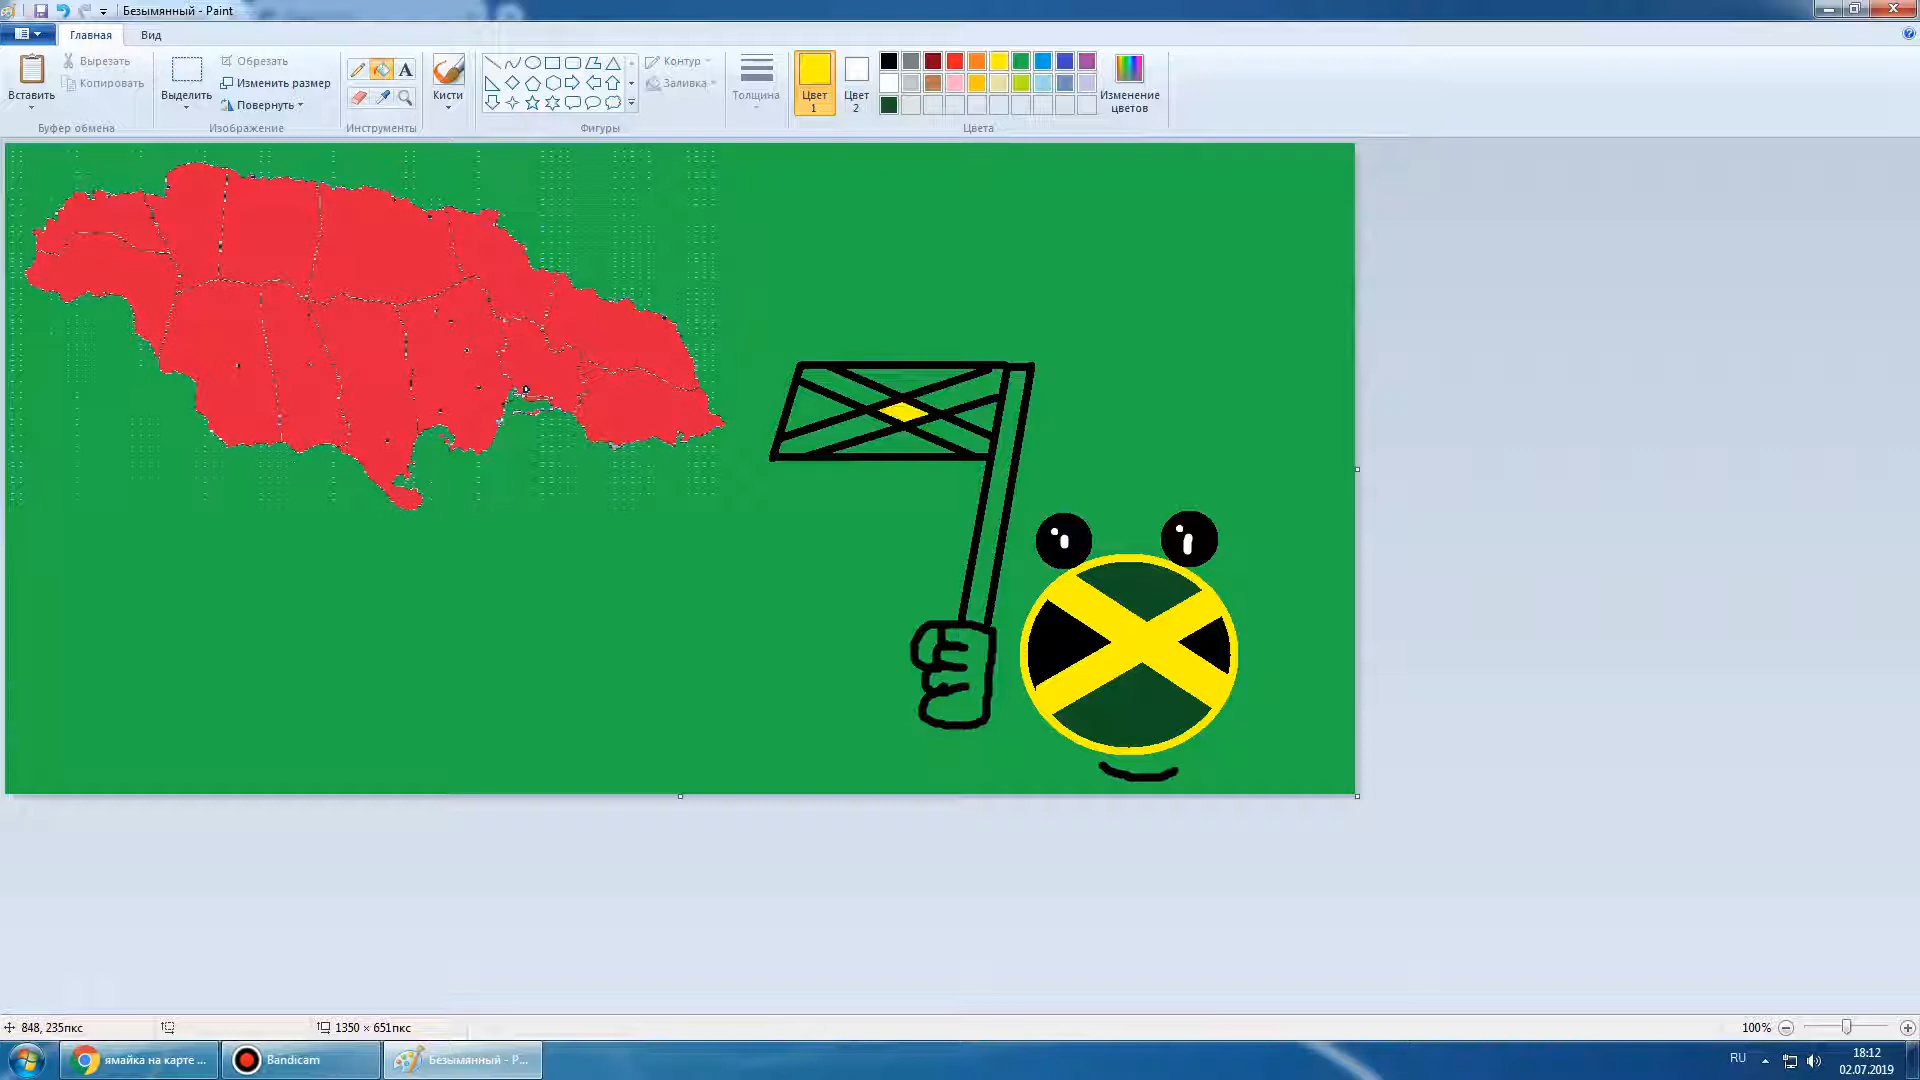 Безымянный - Paint
Главная
Вид
Вставить
Вырезать
Копировать
Буфер обмена
Выделить
Обрезать
Изменить размер
Повернуть
Изображение
A
Инструменты
Кисти
Контур
Заливка
Фигуры
Толщина
Цвет
1
Цвет
2
Изменение
цветов
Цвета
848, 235пкс
1350 × 651пкс
100%
ямайка на карте ...
Bandicam
Безымянный - P...
RU
18:12
02.07.2019